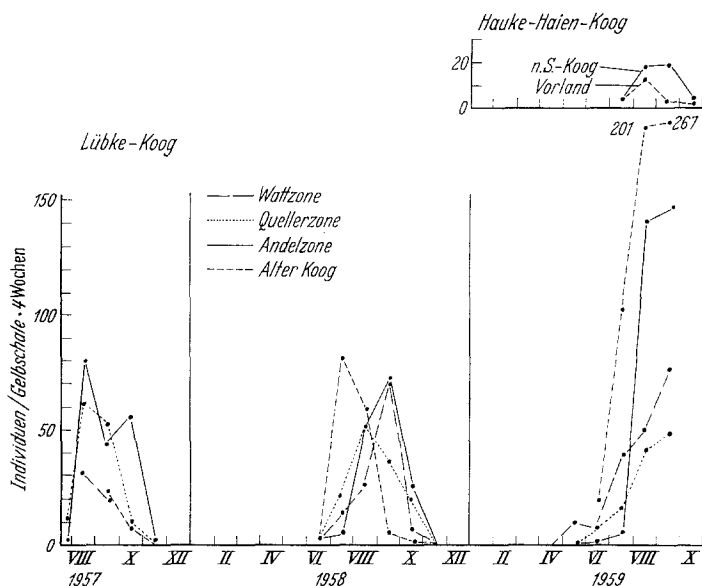 Hauke-Haien-Koog
20
n.S.-Koog
Vorland
0
201
267
Lübke-Koog
Wattzone
Quellerzone
Andelzone
Alter Koog
Individuen/Gelbschale • 4 Wochen
150
100
50
0
VIII X XII II IV VI VIII X XII II IV VI VIII X
1957 1958 1959